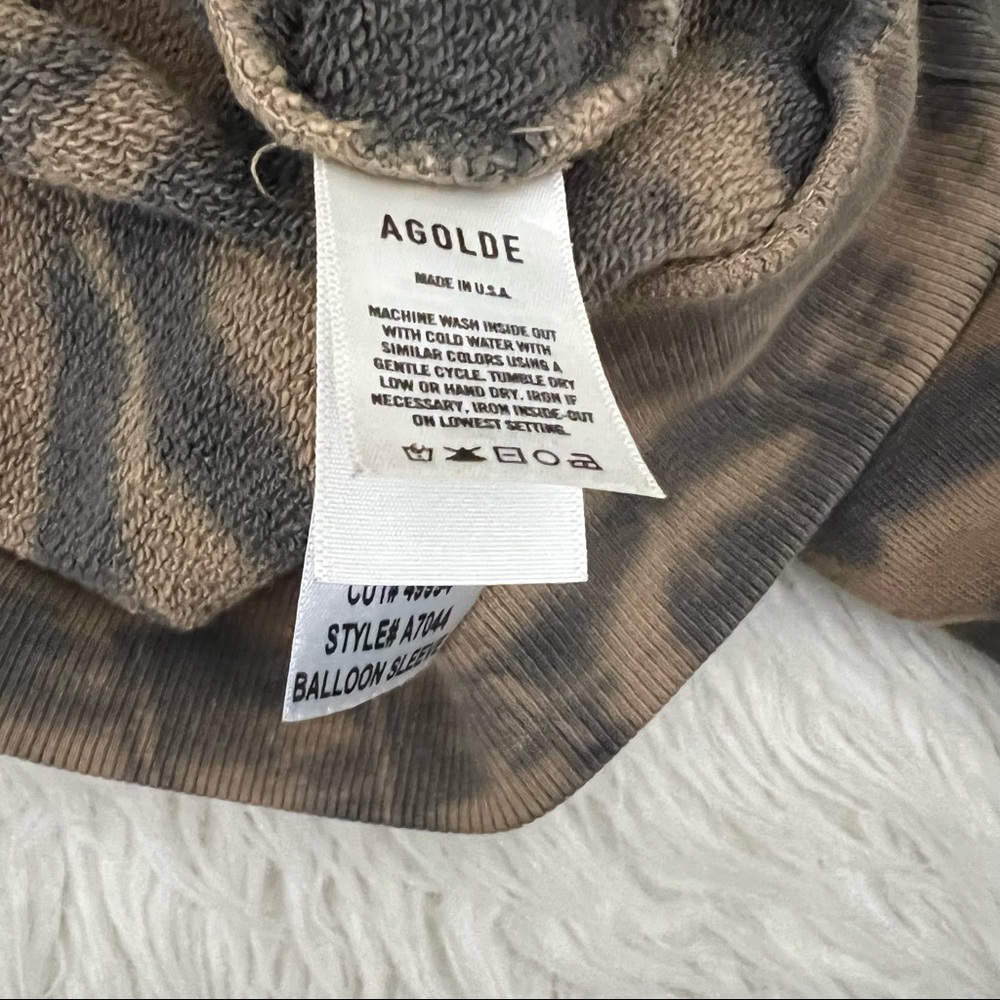 AGOLDE
MADE IN U.S.A.
MACHINE WASH INSIDE OUT
WITH COLD WATER WITH
SIMILAR COLORS USING A
GENTLE CYCLE. TUMBLE DRY
LOW OR HAND DRY. IRON IF
NECESSARY, IRON INSIDE-OUT
ON LOWEST SETTING.
CUT#
STYLE# A7044
BALLOON SLEEVE